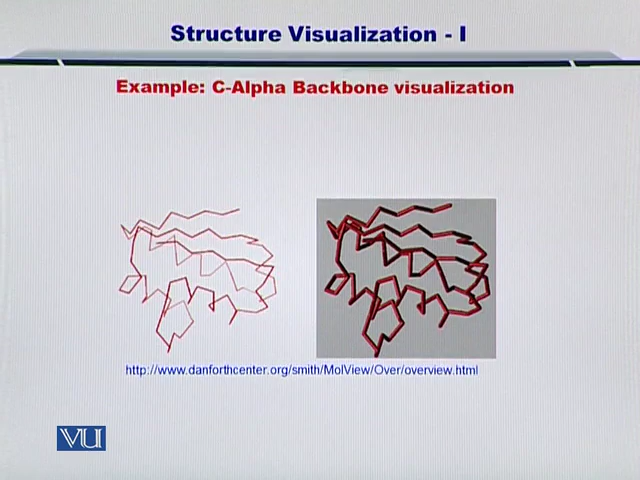 Structure Visualization - I
Example: C-Alpha Backbone visualization
http://www.danforthcenter.org/smith/MolView/Over/overview.html
VU